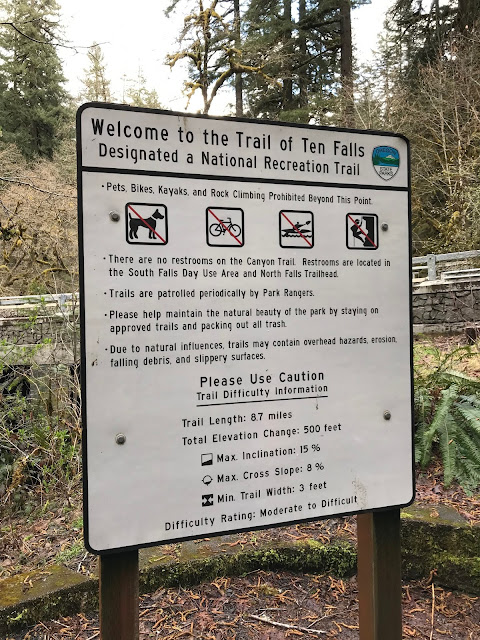 Welcome to the Trail of Ten Falls
Designated a National Recreation Trail
· Pets, Bikes, Kayaks, and Rock Climbing Prohibited Beyond This Point.
· There are no restrooms on the Canyon Trail. Restrooms are located
in the South Falls Day Use Area and North Falls Trailhead.
· Trails are patrolled periodically by Park Rangers.
· Please help maintain the natural beauty of the park by staying on
approved trails and packing out all trash.
· Due to natural influences, trails may contain overhead hazards, erosion,
falling debris, and slippery surfaces.
Please Use Caution
Trail Difficulty Information
Trail Length: 8.7 miles
Total Elevation Change: 500 feet
Max. Inclination: 15 %
Max. Cross Slope: 8 %
Min. Trail Width: 3 feet
Difficulty Rating: Moderate to Difficult